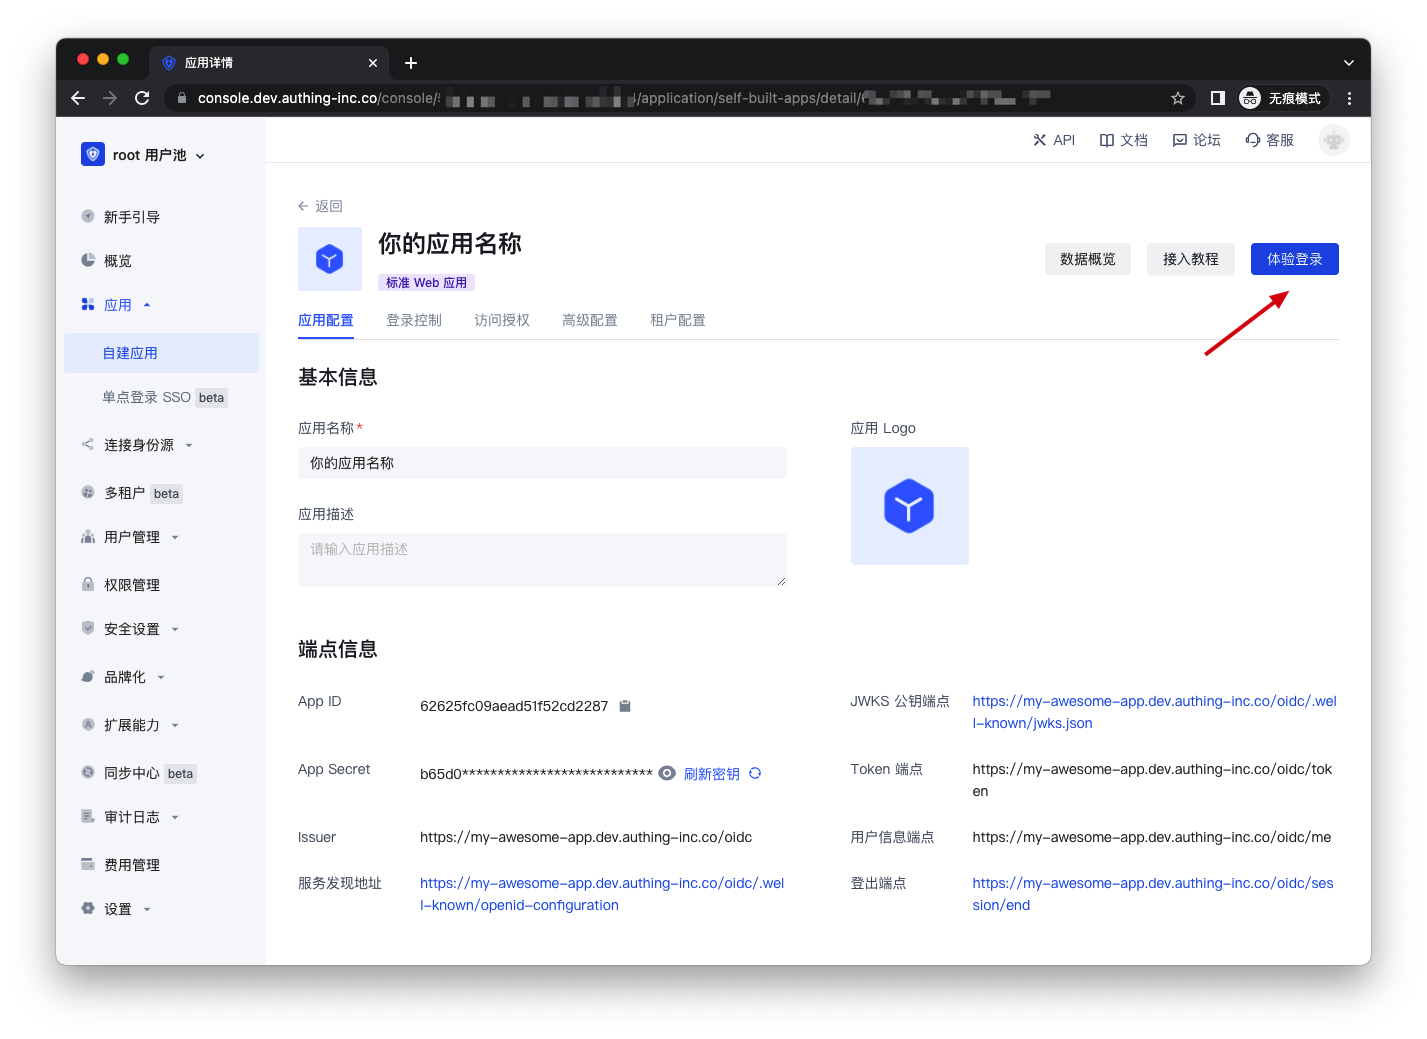 应用详情
console.dev.authing-inc.co/console/
/application/self-built-apps/detail/
无痕模式
root 用户池
API
文档
论坛
客服
新手引导
概览
应用
自建应用
单点登录 SSO beta
连接身份源
多租户 beta
用户管理
权限管理
安全设置
品牌化
扩展能力
同步中心 beta
审计日志
费用管理
设置
返回
你的应用名称
标准 Web 应用
数据概览
接入教程
体验登录
应用配置
登录控制
访问授权
高级配置
租户配置
基本信息
应用名称*
你的应用名称
应用描述
请输入应用描述
应用 Logo
端点信息
App ID
62625fc09aead51f52cd2287
JWKS 公钥端点
https://my-awesome-app.dev.authing-inc.co/oidc/.wel
l-known/jwks.json
App Secret
b65d0***************************
刷新密钥
Token 端点
https://my-awesome-app.dev.authing-inc.co/oidc/tok
en
Issuer
https://my-awesome-app.dev.authing-inc.co/oidc
用户信息端点
https://my-awesome-app.dev.authing-inc.co/oidc/me
服务发现地址
https://my-awesome-app.dev.authing-inc.co/oidc/.wel
l-known/openid-configuration
登出端点
https://my-awesome-app.dev.authing-inc.co/oidc/ses
sion/end